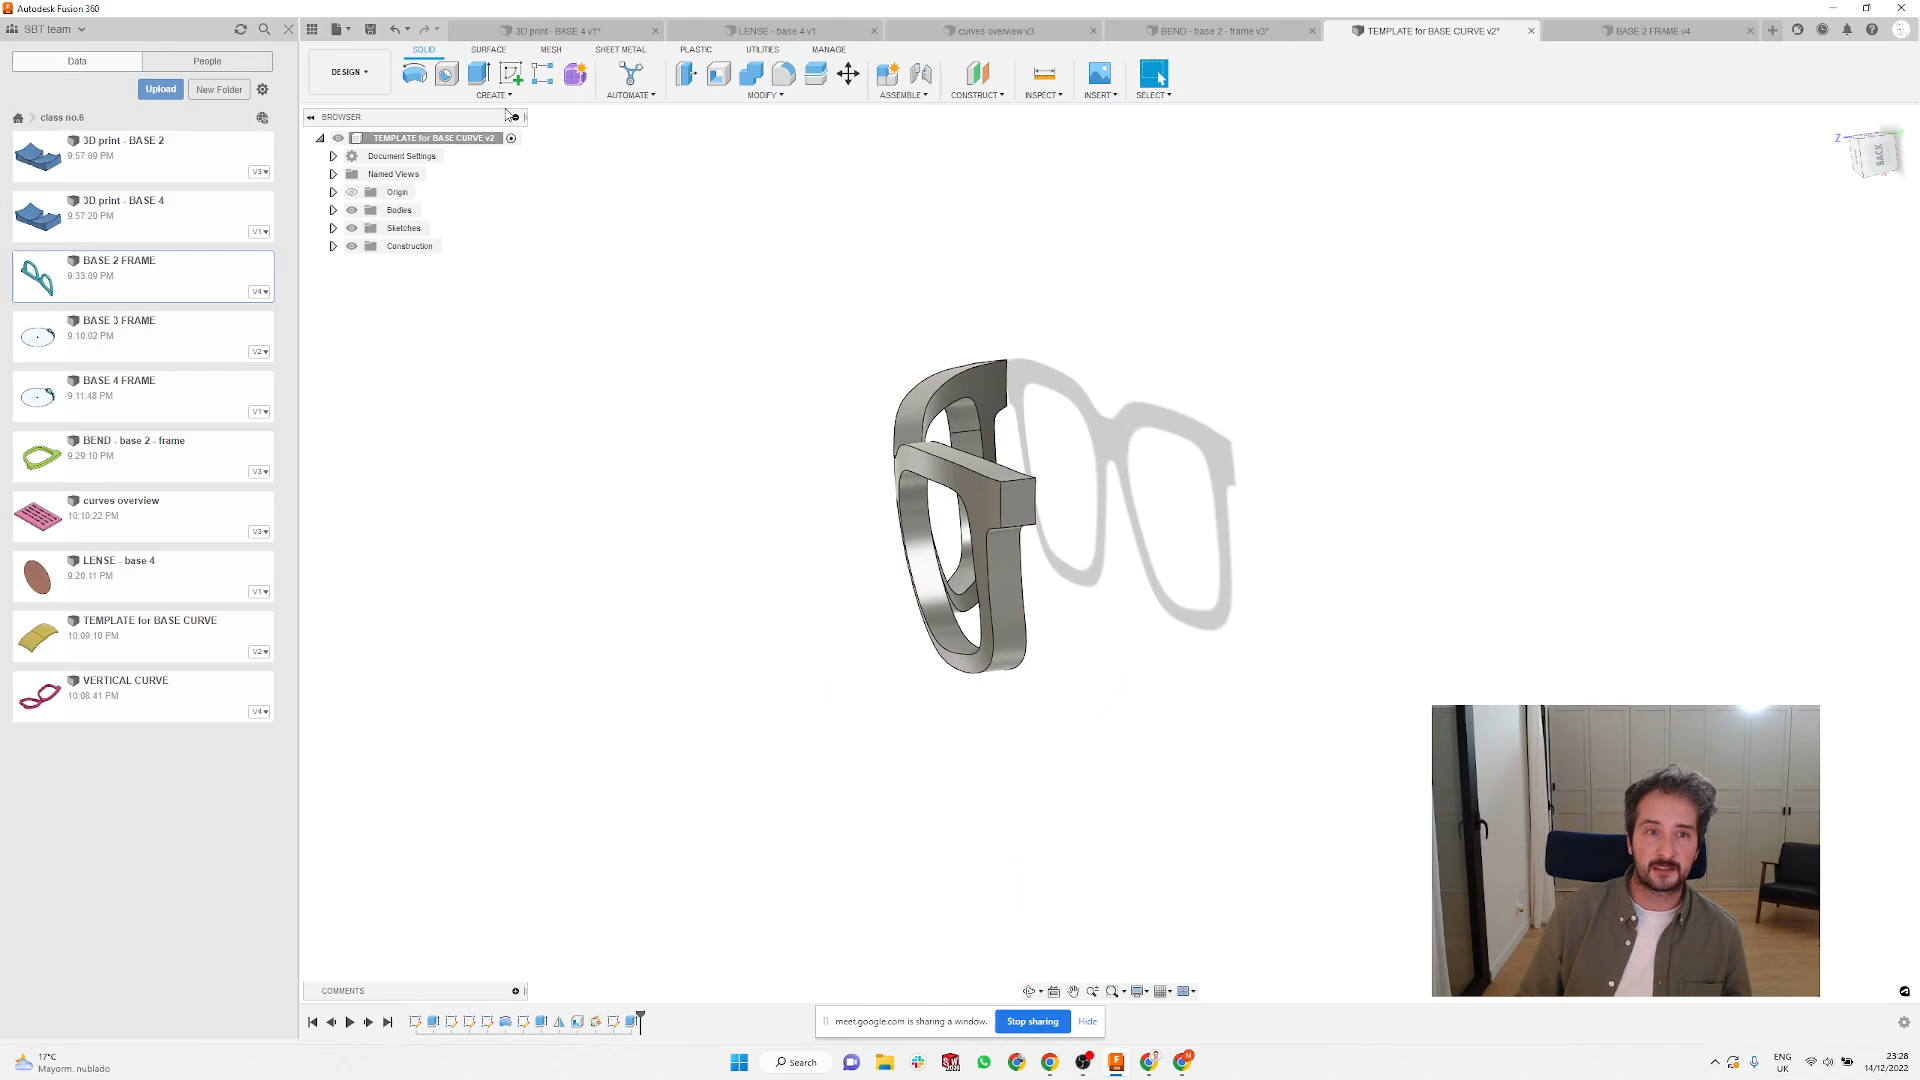 Autodesk Fusion 360
SBT team
3D print - BASE 4 v1*
LENSE - base 4 v1
curves overview v3
BEND - base 2 - frame v3*
TEMPLATE for BASE CURVE v2*
BASE 2 FRAME v4
Data
People
SOLID
SURFACE
MESH
SHEET METAL
PLASTIC
UTILITIES
MANAGE
DESIGN
Upload
New Folder
CREATE
AUTOMATE
MODIFY
ASSEMBLE
CONSTRUCT
INSPECT
INSERT
SELECT
class no.6
BROWSER
TEMPLATE for BASE CURVE v2
Document Settings
Named Views
Origin
Bodies
Sketches
Construction
Z
BACK
3D print - BASE 2
9:57:09 PM
V3
3D print - BASE 4
9:57:20 PM
V1
BASE 2 FRAME
9:33:09 PM
V4
BASE 3 FRAME
9:10:02 PM
V2
BASE 4 FRAME
9:11:48 PM
V1
BEND - base 2 - frame
9:29:10 PM
V3
curves overview
10:10:22 PM
V3
LENSE - base 4
9:20:11 PM
V1
TEMPLATE for BASE CURVE
10:09:10 PM
V2
VERTICAL CURVE
10:08:41 PM
V4
COMMENTS
meet.google.com is sharing a window.
Stop sharing
Hide
17°C
Mayorm. nublado
Search
ENG
UK
23:28
14/12/2022